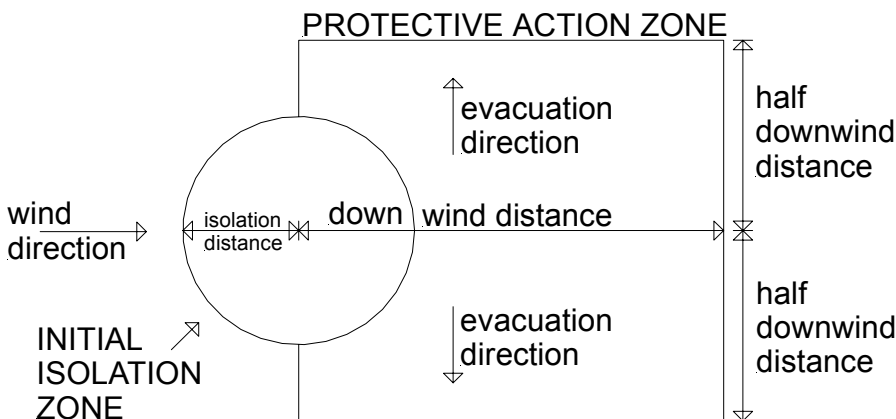 PROTECTIVE ACTION ZONE
evacuation
direction
half
downwind
distance
wind
direction
isolation
distance
down wind distance
evacuation
direction
half
downwind
distance
INITIAL
ISOLATION
ZONE